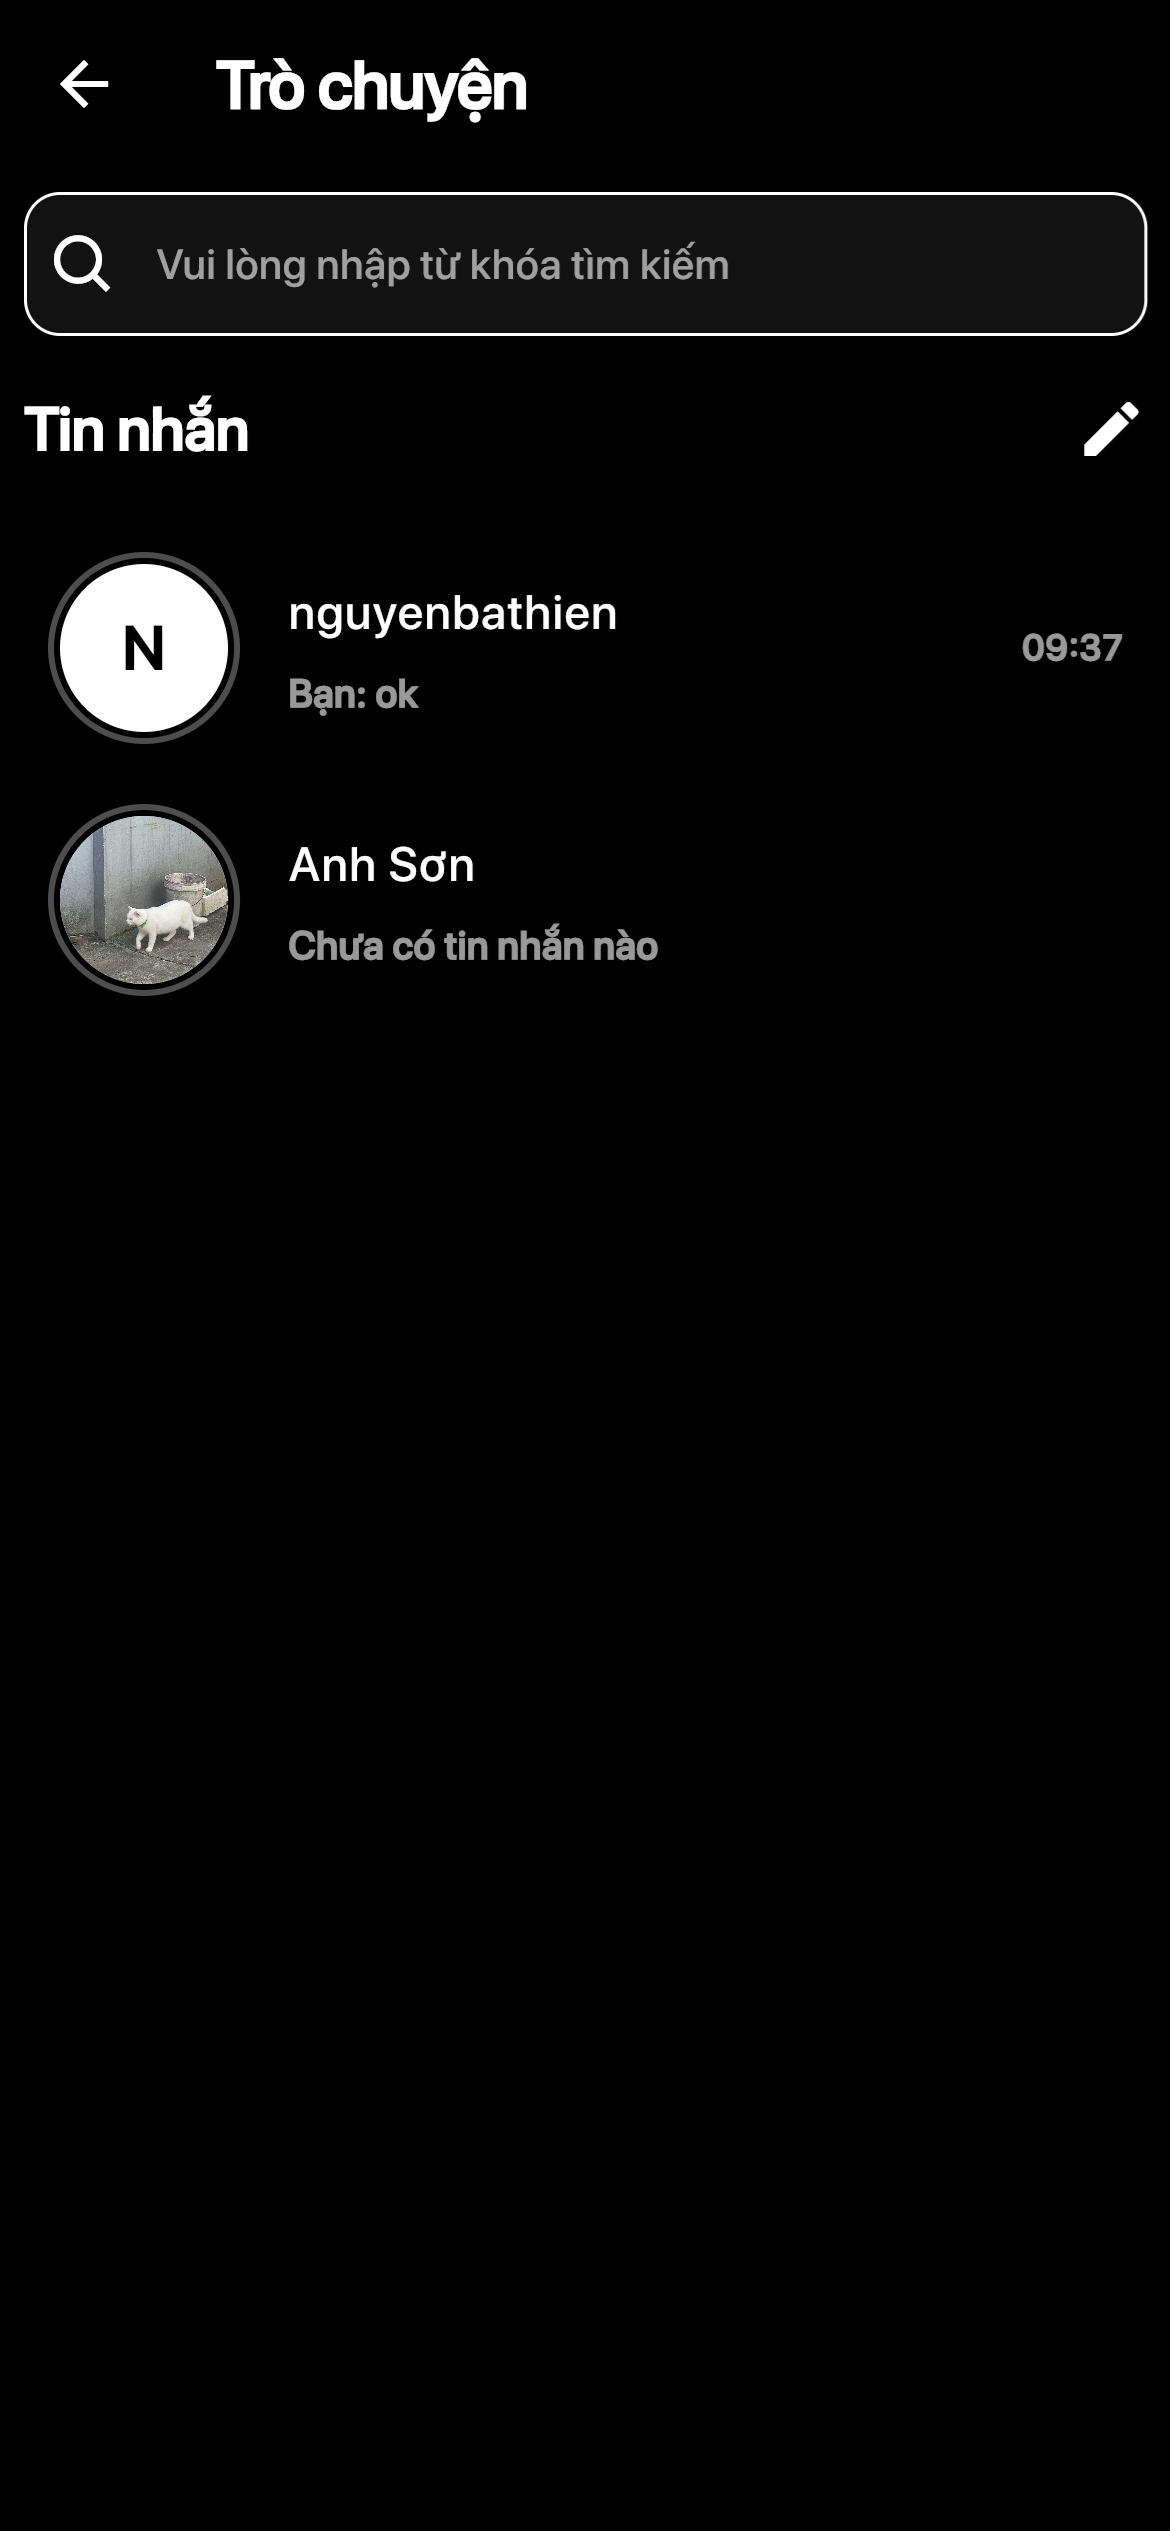 Trò chuyện
Vui lòng nhập từ khóa tìm kiếm
Tin nhắn
N
nguyenbathien
09:37
Bạn: ok
Anh Sơn
Chưa có tin nhắn nào